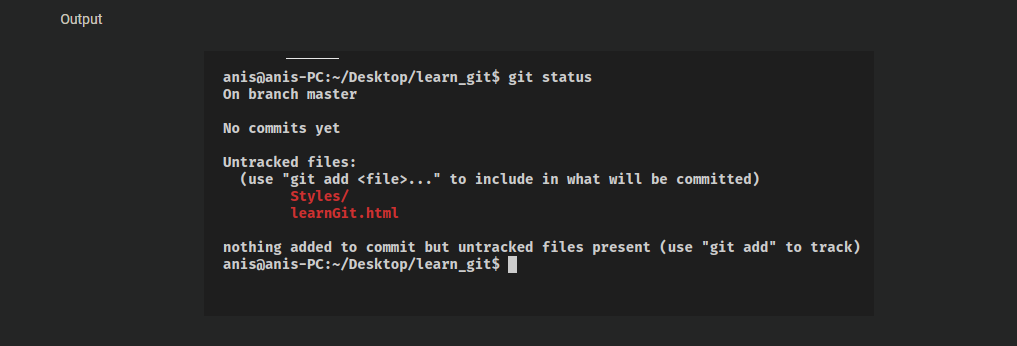 Output
anis@anis-PC:~/Desktop/learn_git$ git status
On branch master
No commits yet
Untracked files:
(use "git add <file>..." to include in what will be committed)
Styles/
learnGit.html
nothing added to commit but untracked files present (use "git add" to track)
anis@anis-PC:~/Desktop/learn_git$